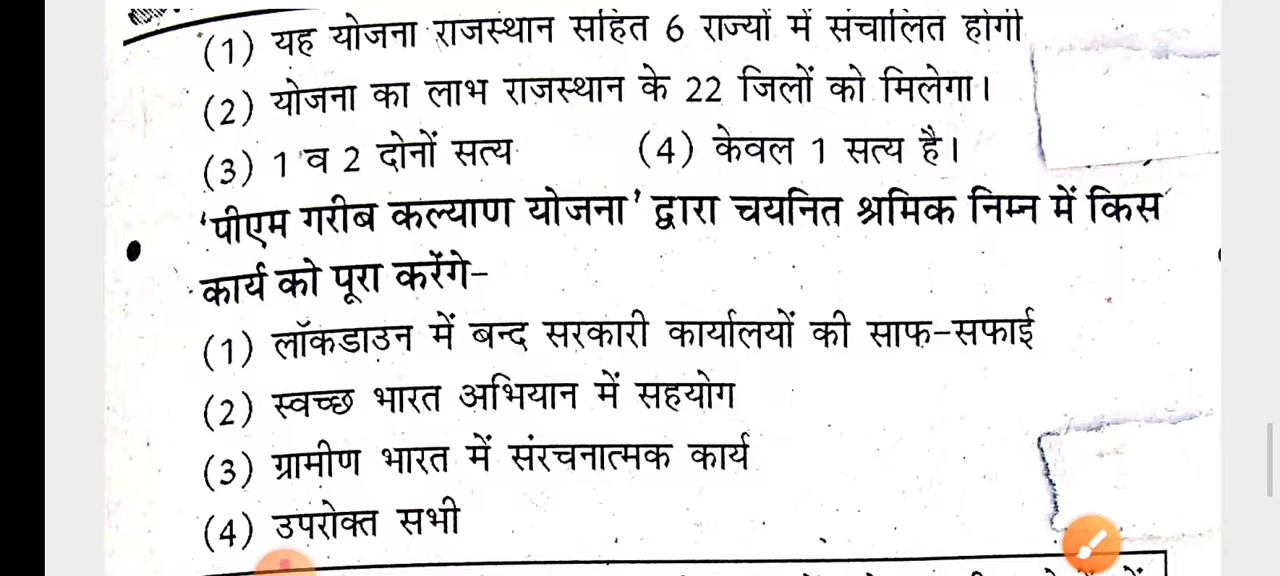 (1) यह योजना राजस्थान सहित 6 राज्यों में संचालित होगी
(2) योजना का लाभ राजस्थान के 22 जिलों को मिलेगा।
(3) 1 व 2 दोनों सत्य (4) केवल 1 सत्य है।
‘पीएम गरीब कल्याण योजना’ द्वारा चयनित श्रमिक निम्न में किस
कार्य को पूरा करेंगे–
(1) लॉकडाउन में बन्द सरकारी कार्यालयों की साफ-सफाई
(2) स्वच्छ भारत अभियान में सहयोग
(3) ग्रामीण भारत में संरचनात्मक कार्य
(4) उपरोक्त सभी